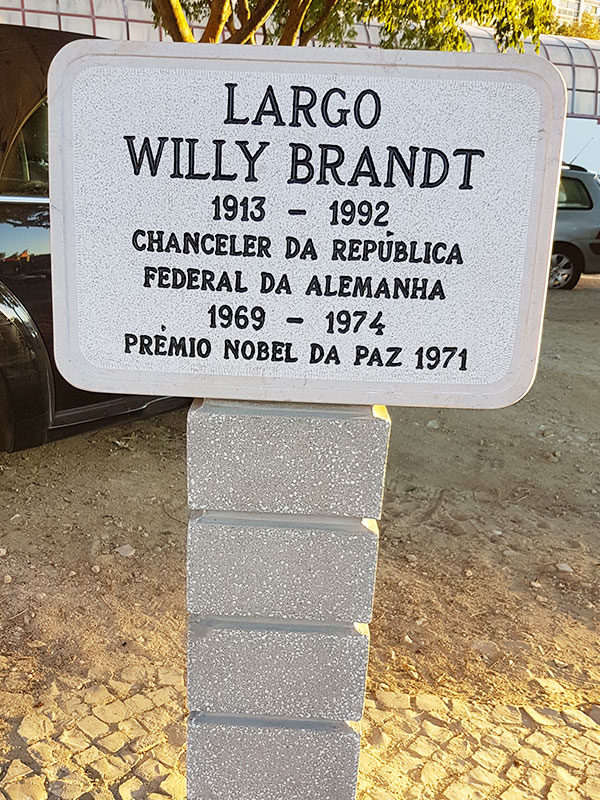 LARGO
WILLY BRANDT
1913 - 1992
CHANCELER DA REPÚBLICA
FEDERAL DA ALEMANHA
1969 - 1974
PRÉMIO NOBEL DA PAZ 1971